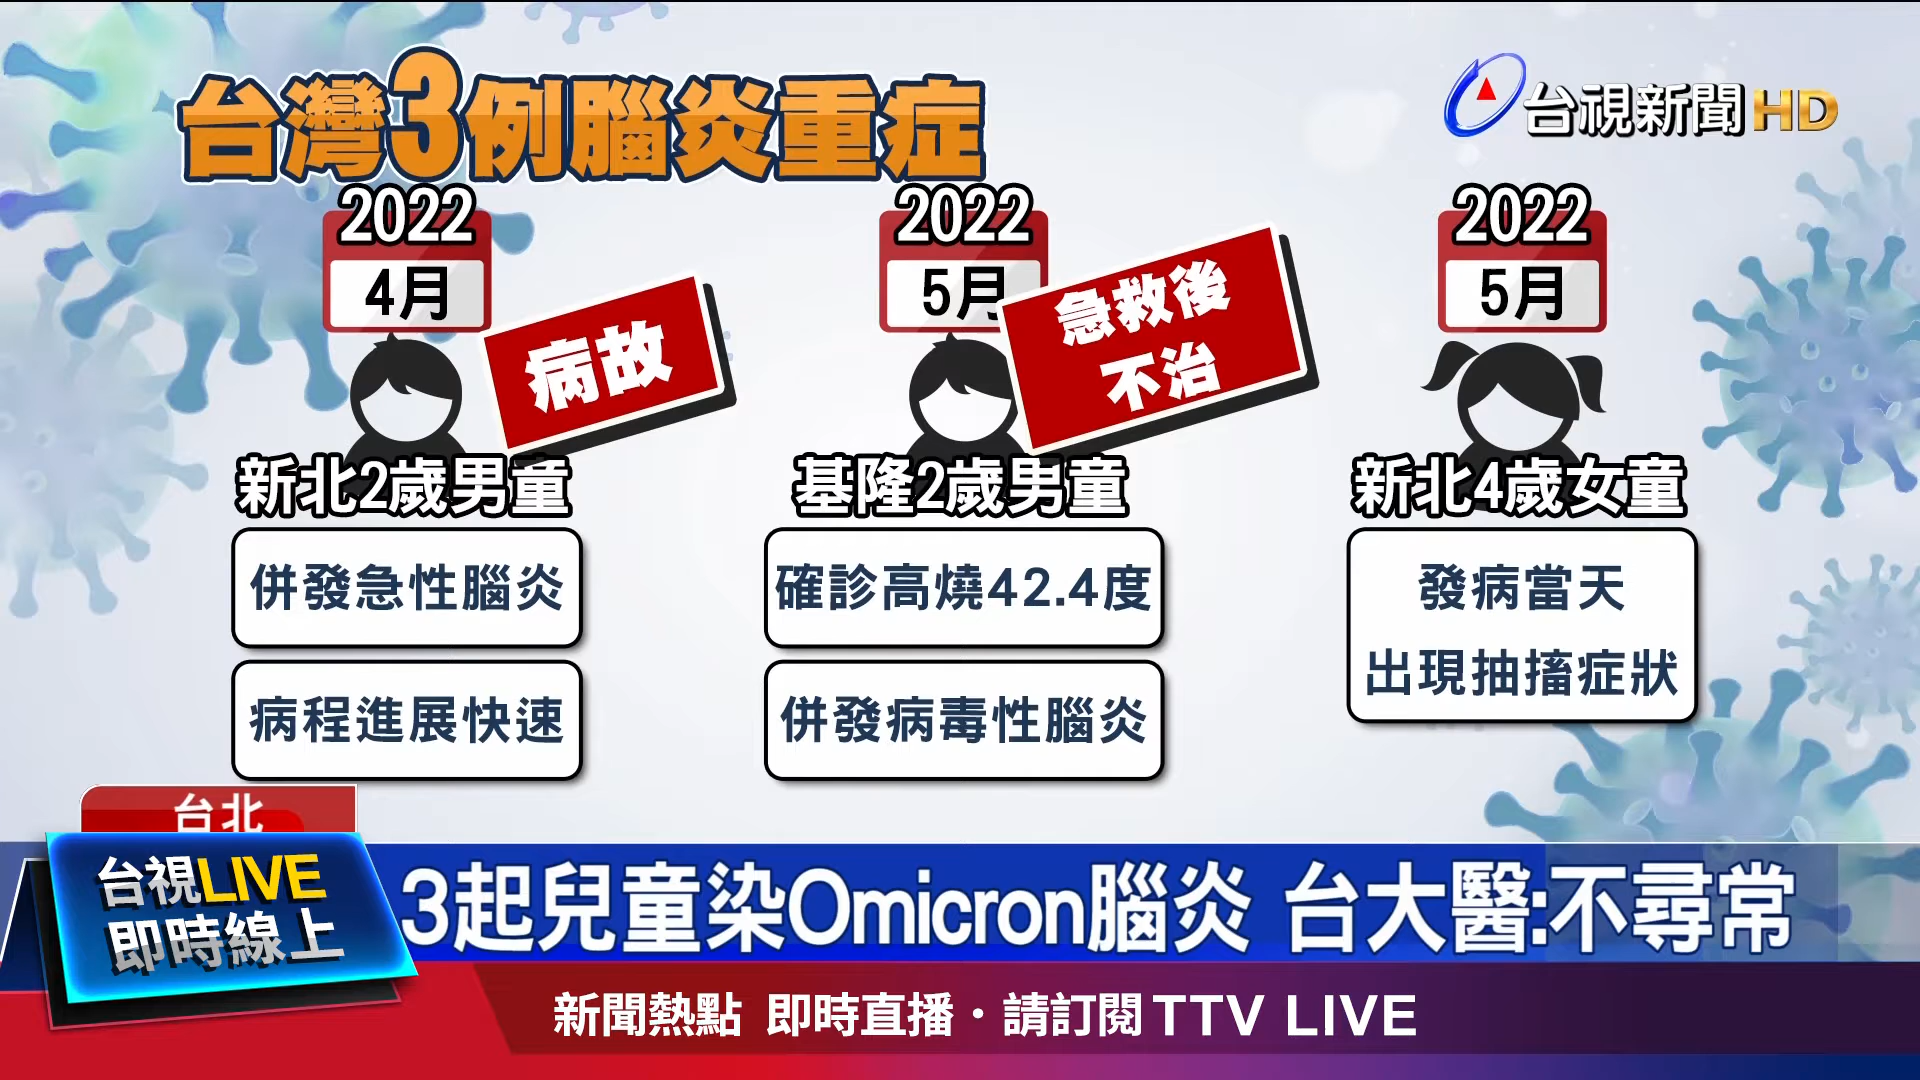 台灣3例腦炎重症
台視新聞HD
2022
4月
病故
新北2歲男童
併發急性腦炎
病程進展快速
2022
5月
急救後
不治
基隆2歲男童
確診高燒42.4度
併發病毒性腦炎
2022
5月
新北4歲女童
發病當天
出現抽搐症狀
台北
台視LIVE
即時線上
3起兒童染Omicron腦炎 台大醫:不尋常
新聞熱點 即時直播・請訂閱TTV LIVE